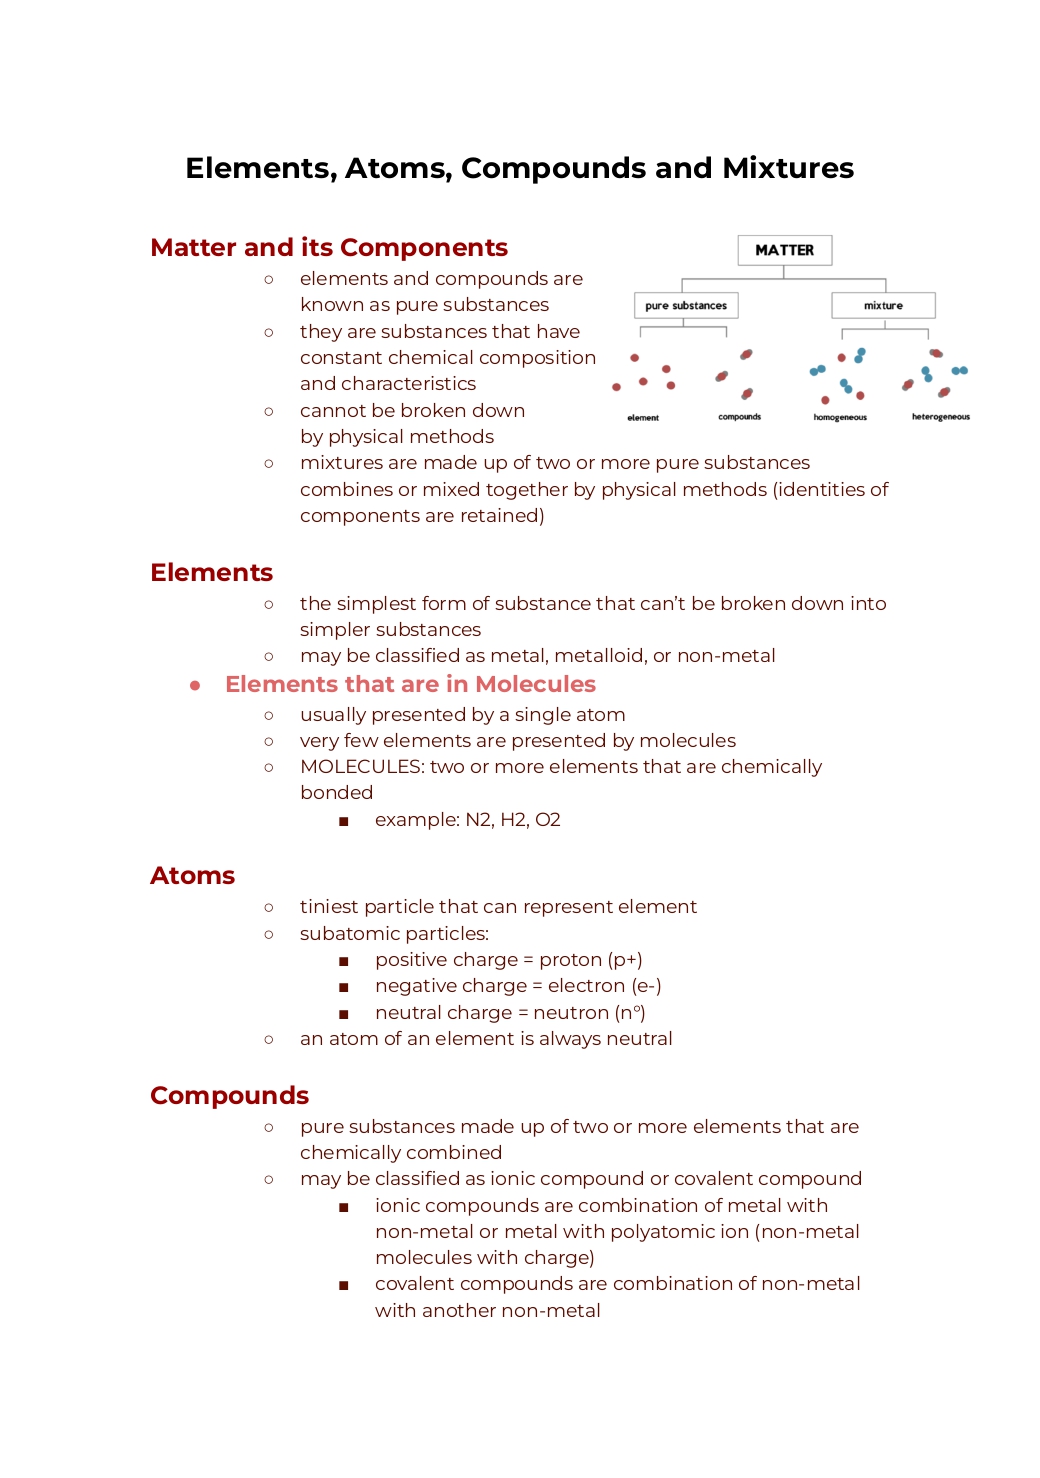 Elements, Atoms, Compounds and Mixtures
Matter and its Components
○ elements and compounds are
known as pure substances
○ they are substances that have
constant chemical composition
and characteristics
○ cannot be broken down
by physical methods
MATTER
pure substances
mixture
element
compounds
homogeneous
heterogeneous
○ mixtures are made up of two or more pure substances
combines or mixed together by physical methods (identities of
components are retained)
Elements
○ the simplest form of substance that can’t be broken down into
simpler substances
○ may be classified as metal, metalloid, or non-metal
● Elements that are in Molecules
○ usually presented by a single atom
○ very few elements are presented by molecules
○ MOLECULES: two or more elements that are chemically
bonded
■ example: N2, H2, O2
Atoms
○ tiniest particle that can represent element
○ subatomic particles:
■ positive charge = proton (p+)
■ negative charge = electron (e-)
■ neutral charge = neutron (n°)
○ an atom of an element is always neutral
Compounds
○ pure substances made up of two or more elements that are
chemically combined
○ may be classified as ionic compound or covalent compound
■ ionic compounds are combination of metal with
non-metal or metal with polyatomic ion (non-metal
molecules with charge)
■ covalent compounds are combination of non-metal
with another non-metal